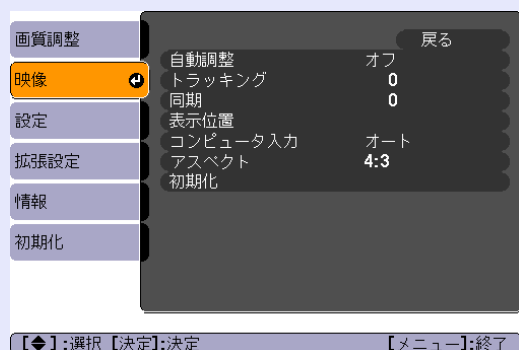 画質調整
映像
設定
拡張設定
情報
初期化
戻る
自動調整 オフ
トラッキング 0
同期 0
表示位置
コンピュータ入力 オート
アスペクト 4:3
初期化
[◆]:選択 [決定]:決定 [メニュー]:終了